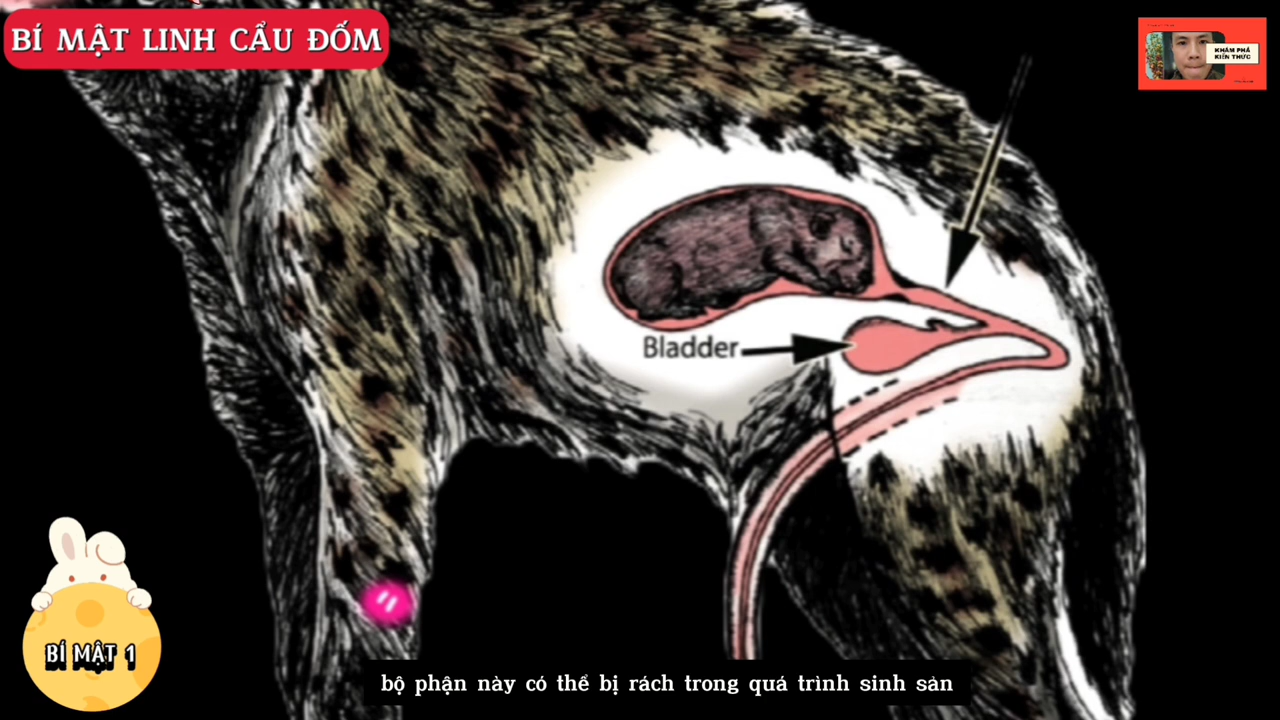 BÍ MẬT LINH CẨU ĐỐM
KHÁM PHÁ
KIẾN THỨC
Bladder
BÍ MẬT 1
bộ phận này có thể bị rách trong quá trình sinh sản